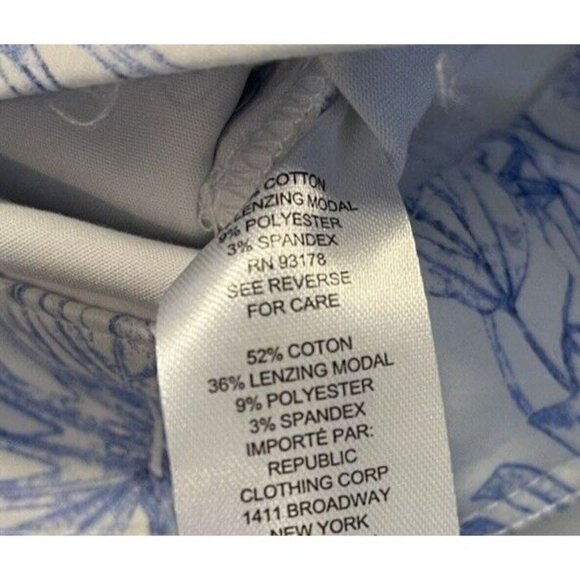 COTTON
LENZING MODAL
9% POLYESTER
3% SPANDEX
RN 93178
SEE REVERSE
FOR CARE
52% COTON
36% LENZING MODAL
9% POLYESTER
3% SPANDEX
IMPORTÉ PAR:
REPUBLIC
CLOTHING CORP
1411 BROADWAY
NEW YORK